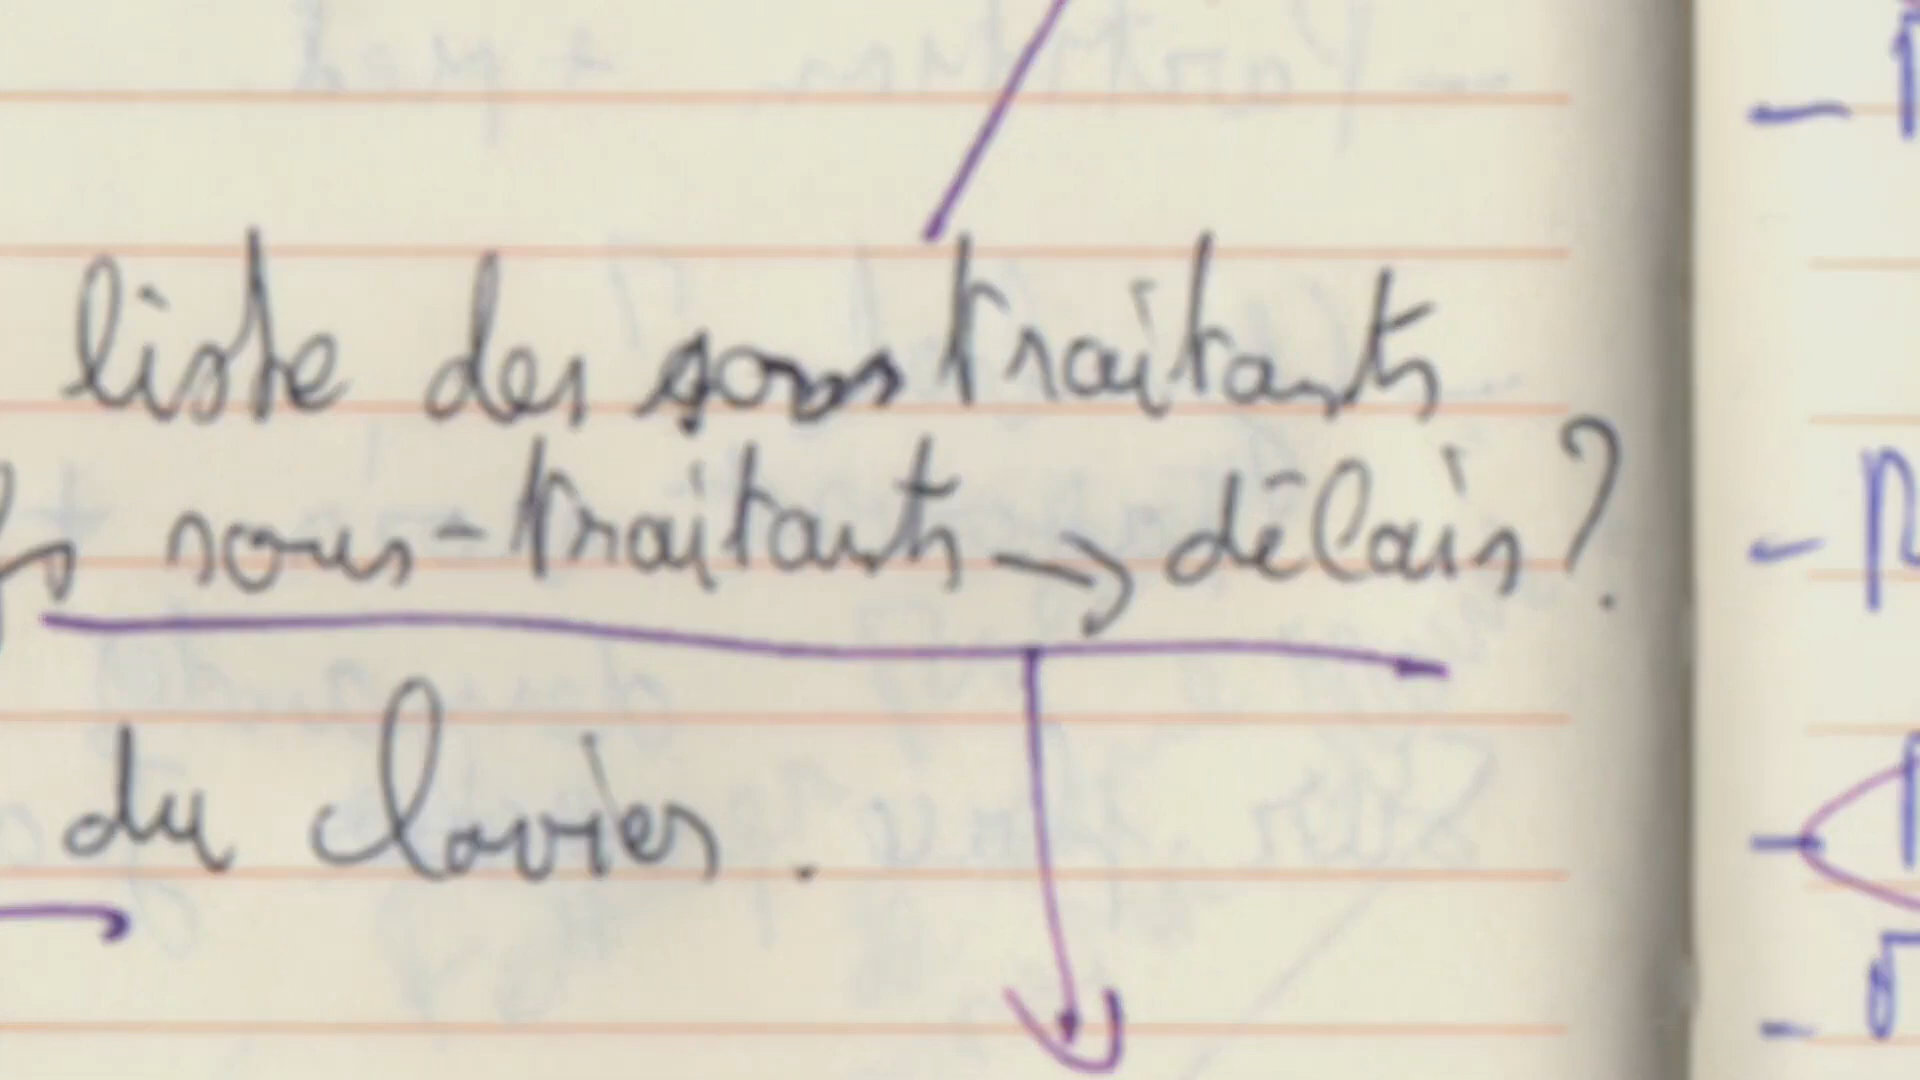 liste des sous traitants
sous-traitants → délais?
du clavier.